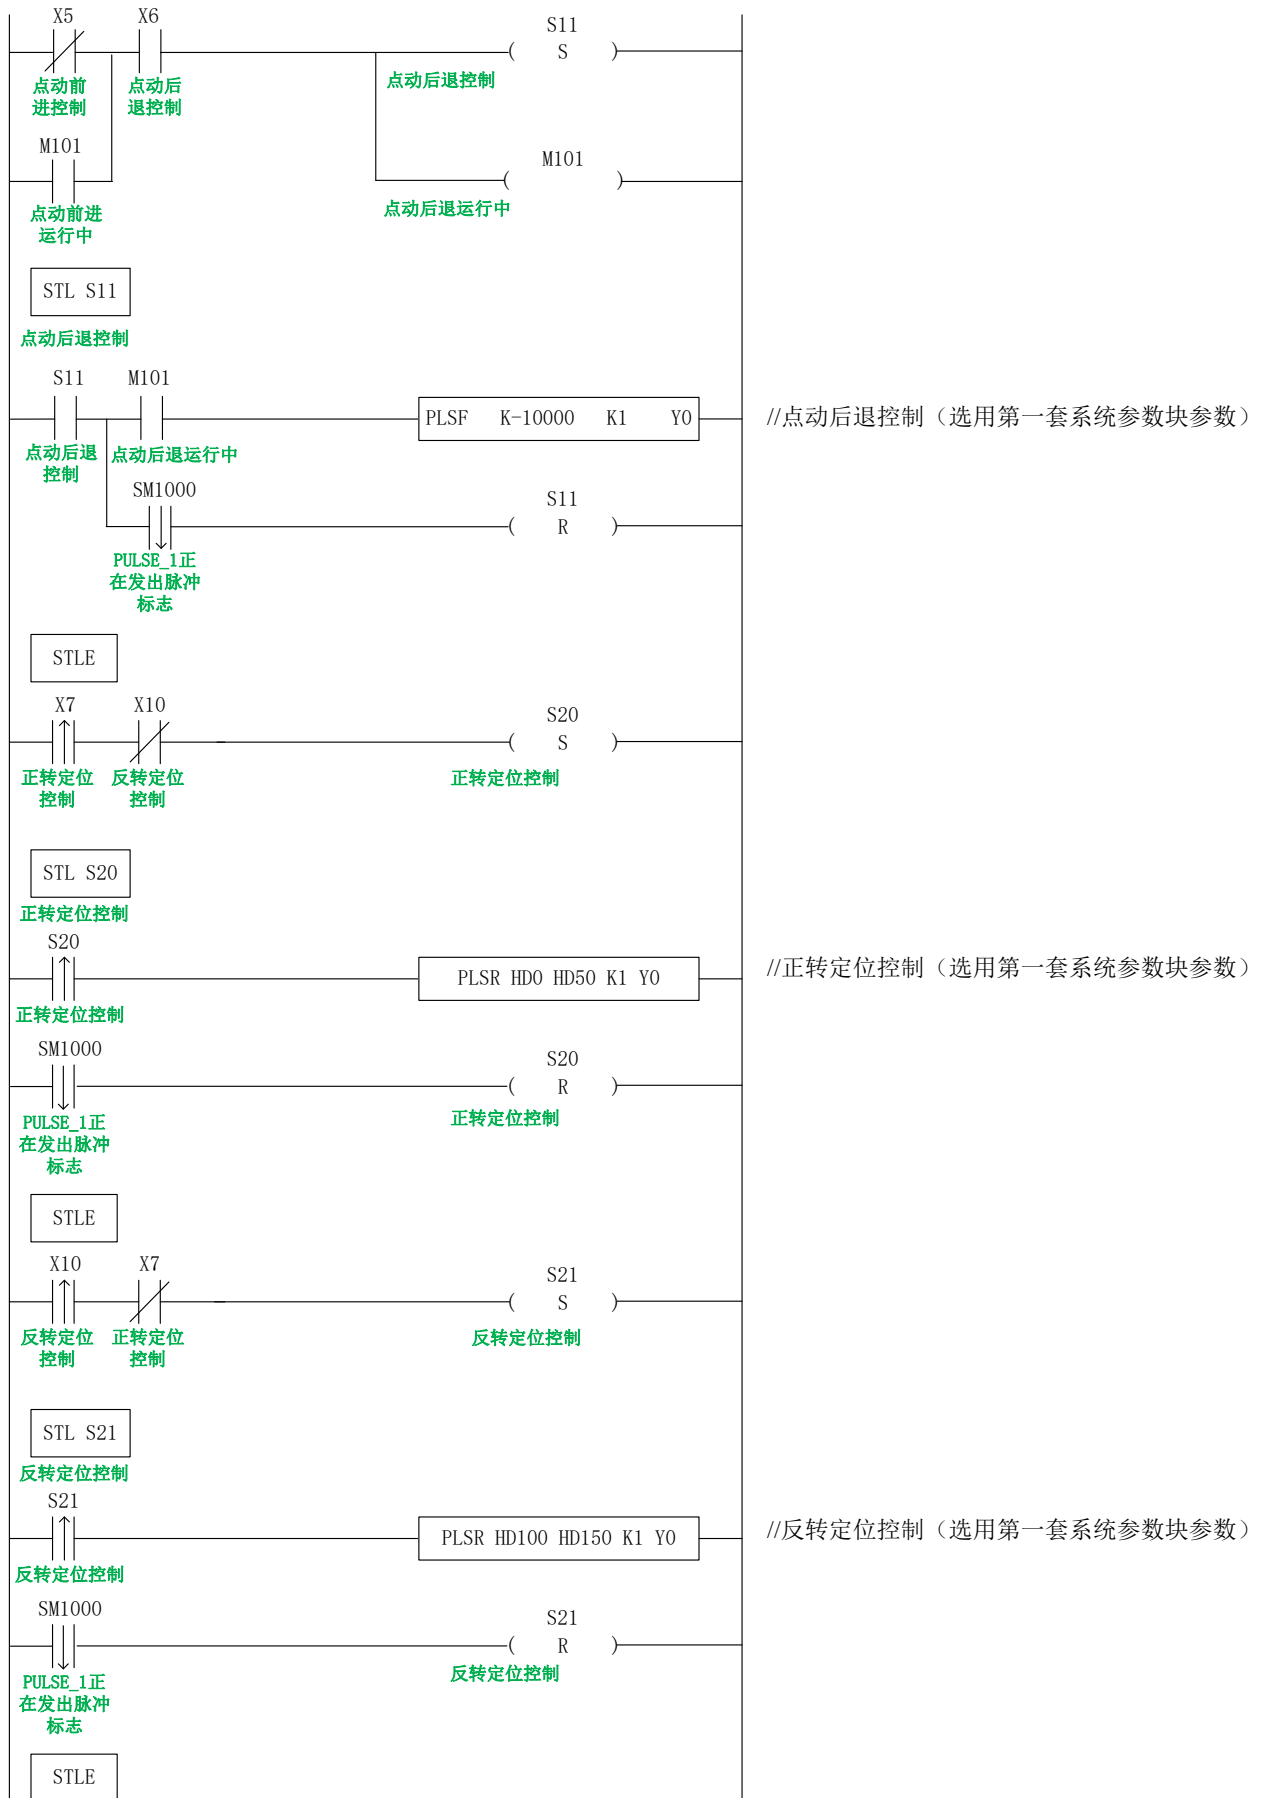 X5 X6 S11
S
点动前
进控制
点动后
退控制
点动后退控制
M101 M101
点动前进
运行中
点动后退运行中
STL S11
点动后退控制
S11 M101
PLSF K-10000 K1 Y0
//点动后退控制（选用第一套系统参数块参数）
点动后退
控制
点动后退运行中
SM1000 S11
R
PULSE_1正
在发出脉冲
标志
STLE
X7 X10 S20
S
正转定位
控制
反转定位
控制
正转定位控制
STL S20
正转定位控制
S20
PLSR HD0 HD50 K1 Y0
//正转定位控制（选用第一套系统参数块参数）
正转定位控制
SM1000 S20
R
PULSE_1正
在发出脉冲
标志
正转定位控制
STLE
X10 X7 S21
S
反转定位
控制
正转定位
控制
反转定位控制
STL S21
反转定位控制
S21
PLSR HD100 HD150 K1 Y0
//反转定位控制（选用第一套系统参数块参数）
反转定位控制
SM1000 S21
R
PULSE_1正
在发出脉冲
标志
反转定位控制
STLE